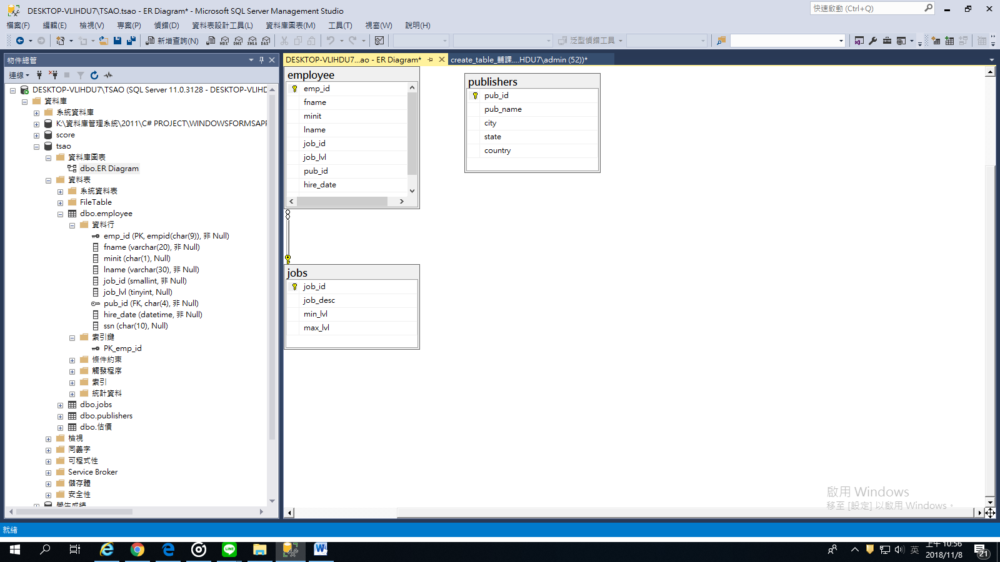 DESKTOP-VLIHDU7\TSAO.tsao - ER Diagram* - Microsoft SQL Server Management Studio
快速啟動 (Ctrl+Q)
檔案(F) 編輯(E) 檢視(V) 專案(P) 偵錯(D) 資料表設計工具(L) 資料庫圖表(M) 工具(T) 視窗(W) 說明(H)
新增查詢(N) MDX DMX XMLA DAX 泛型偵錯工具
物件總管
連線
DESKTOP-VLIHDU7\TSAO (SQL Server 11.0.3128 - DESKTOP-VLIHD
資料庫
系統資料庫
K:\資料庫管理系統\2011\C# PROJECT\WINDOWSFORMSAPP
score
tsao
資料庫圖表
dbo.ER Diagram
資料表
系統資料表
FileTable
dbo.employee
資料行
emp_id (PK, empid(char(9)), 非 Null)
fname (varchar(20), 非 Null)
minit (char(1), Null)
lname (varchar(30), 非 Null)
job_id (smallint, 非 Null)
job_lvl (tinyint, Null)
pub_id (FK, char(4), 非 Null)
hire_date (datetime, 非 Null)
ssn (char(10), Null)
索引鍵
PK_emp_id
條件約束
觸發程序
索引
統計資料
dbo.jobs
dbo.publishers
dbo.估價
檢視
同義字
可程式性
Service Broker
儲存體
安全性
學生成績
DESKTOP-VLIHDU7...ao - ER Diagram*
create_table_輔課....HDU7\admin (52))*
employee
emp_id
fname
minit
lname
job_id
job_lvl
pub_id
hire_date
publishers
pub_id
pub_name
city
state
country
jobs
job_id
job_desc
min_lvl
max_lvl
啟用 Windows
移至 [設定] 以啟用 Windows。
就緒
英
上午 10:56
2018/11/8
21